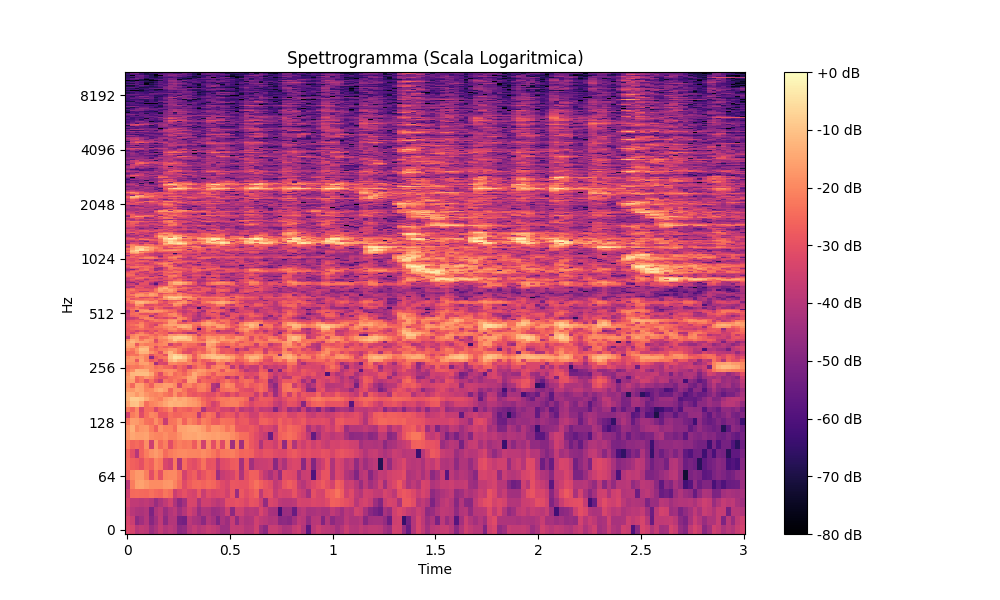 Spettrogramma (Scala Logaritmica)
Hz
8192
4096
2048
1024
512
256
128
64
0
0
0.5
1
1.5
2
2.5
3
Time
+0 dB
-10 dB
-20 dB
-30 dB
-40 dB
-50 dB
-60 dB
-70 dB
-80 dB